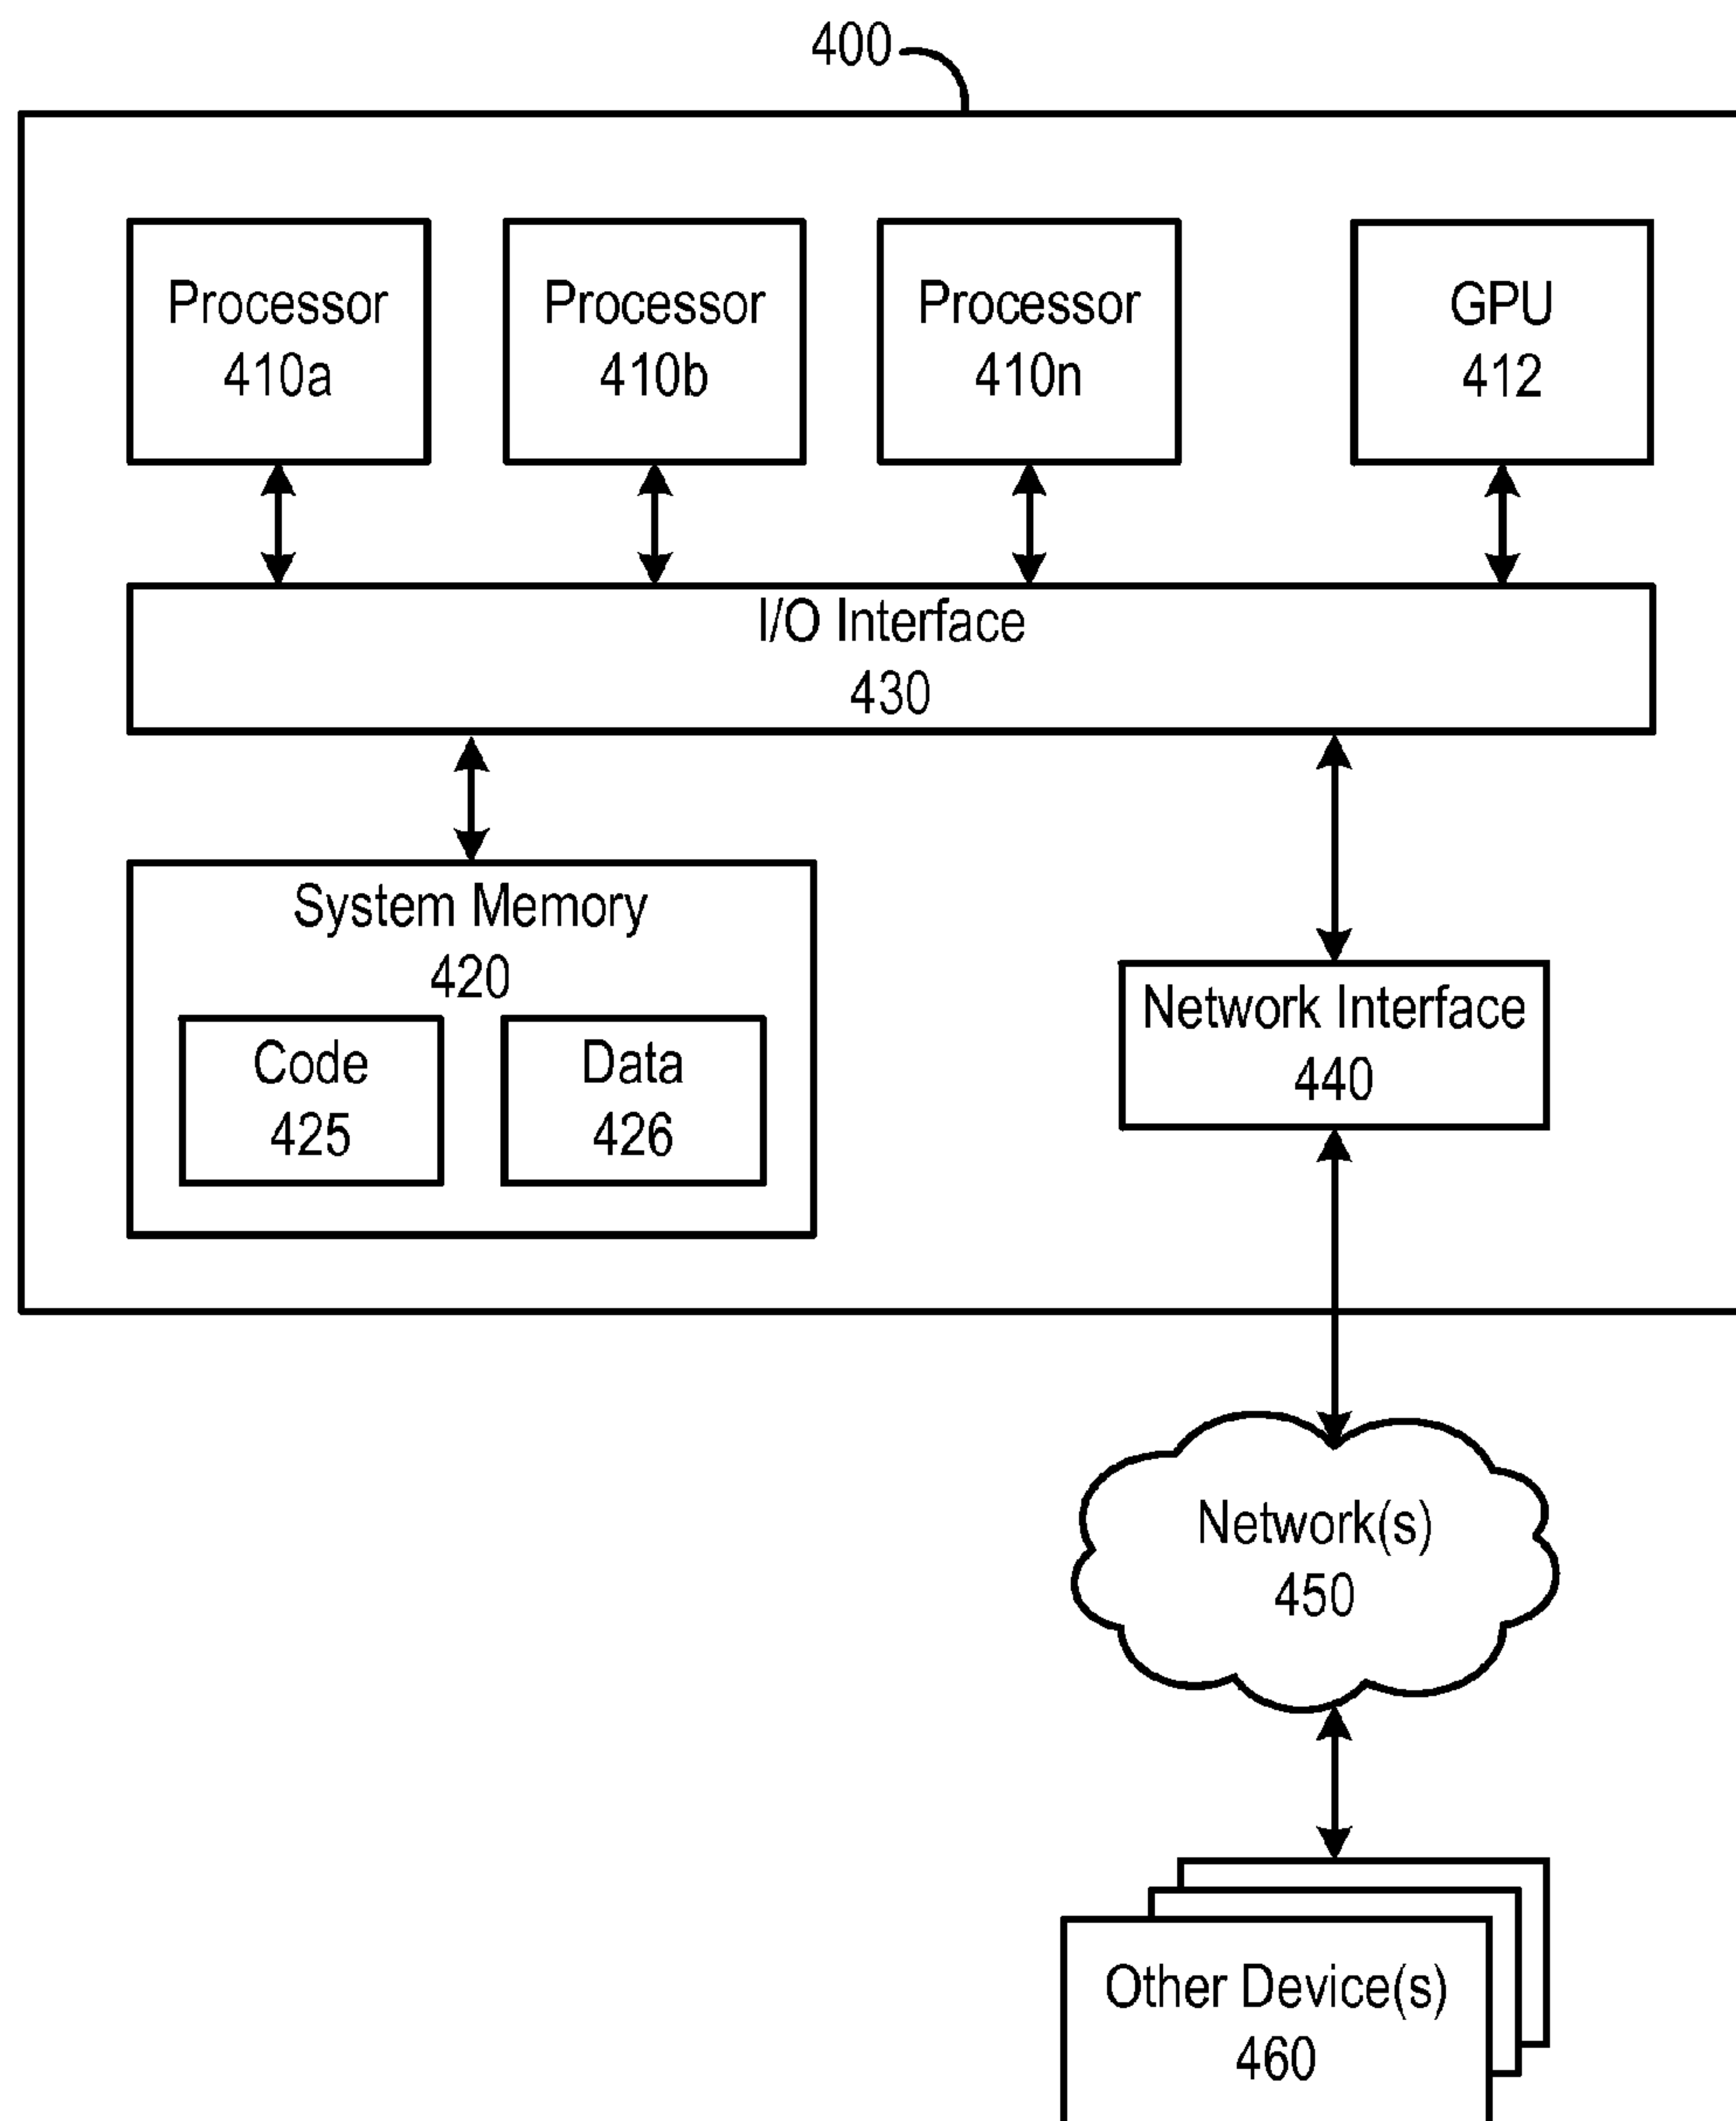 400
Processor
410a
Processor
410b
Processor
410n
GPU
412
I/O Interface
430
System Memory
420
Code
425
Data
426
Network Interface
440
Network(s)
450
Other Device(s)
460